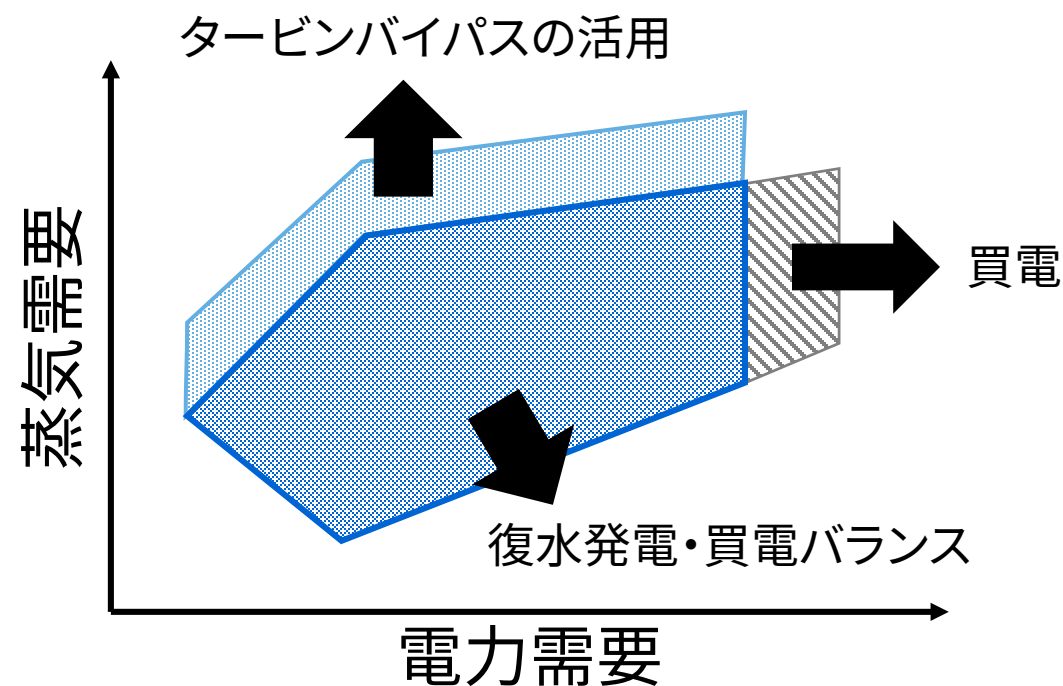 タービンバイパスの活用
蒸気需要
買電
復水発電・買電バランス
電力需要